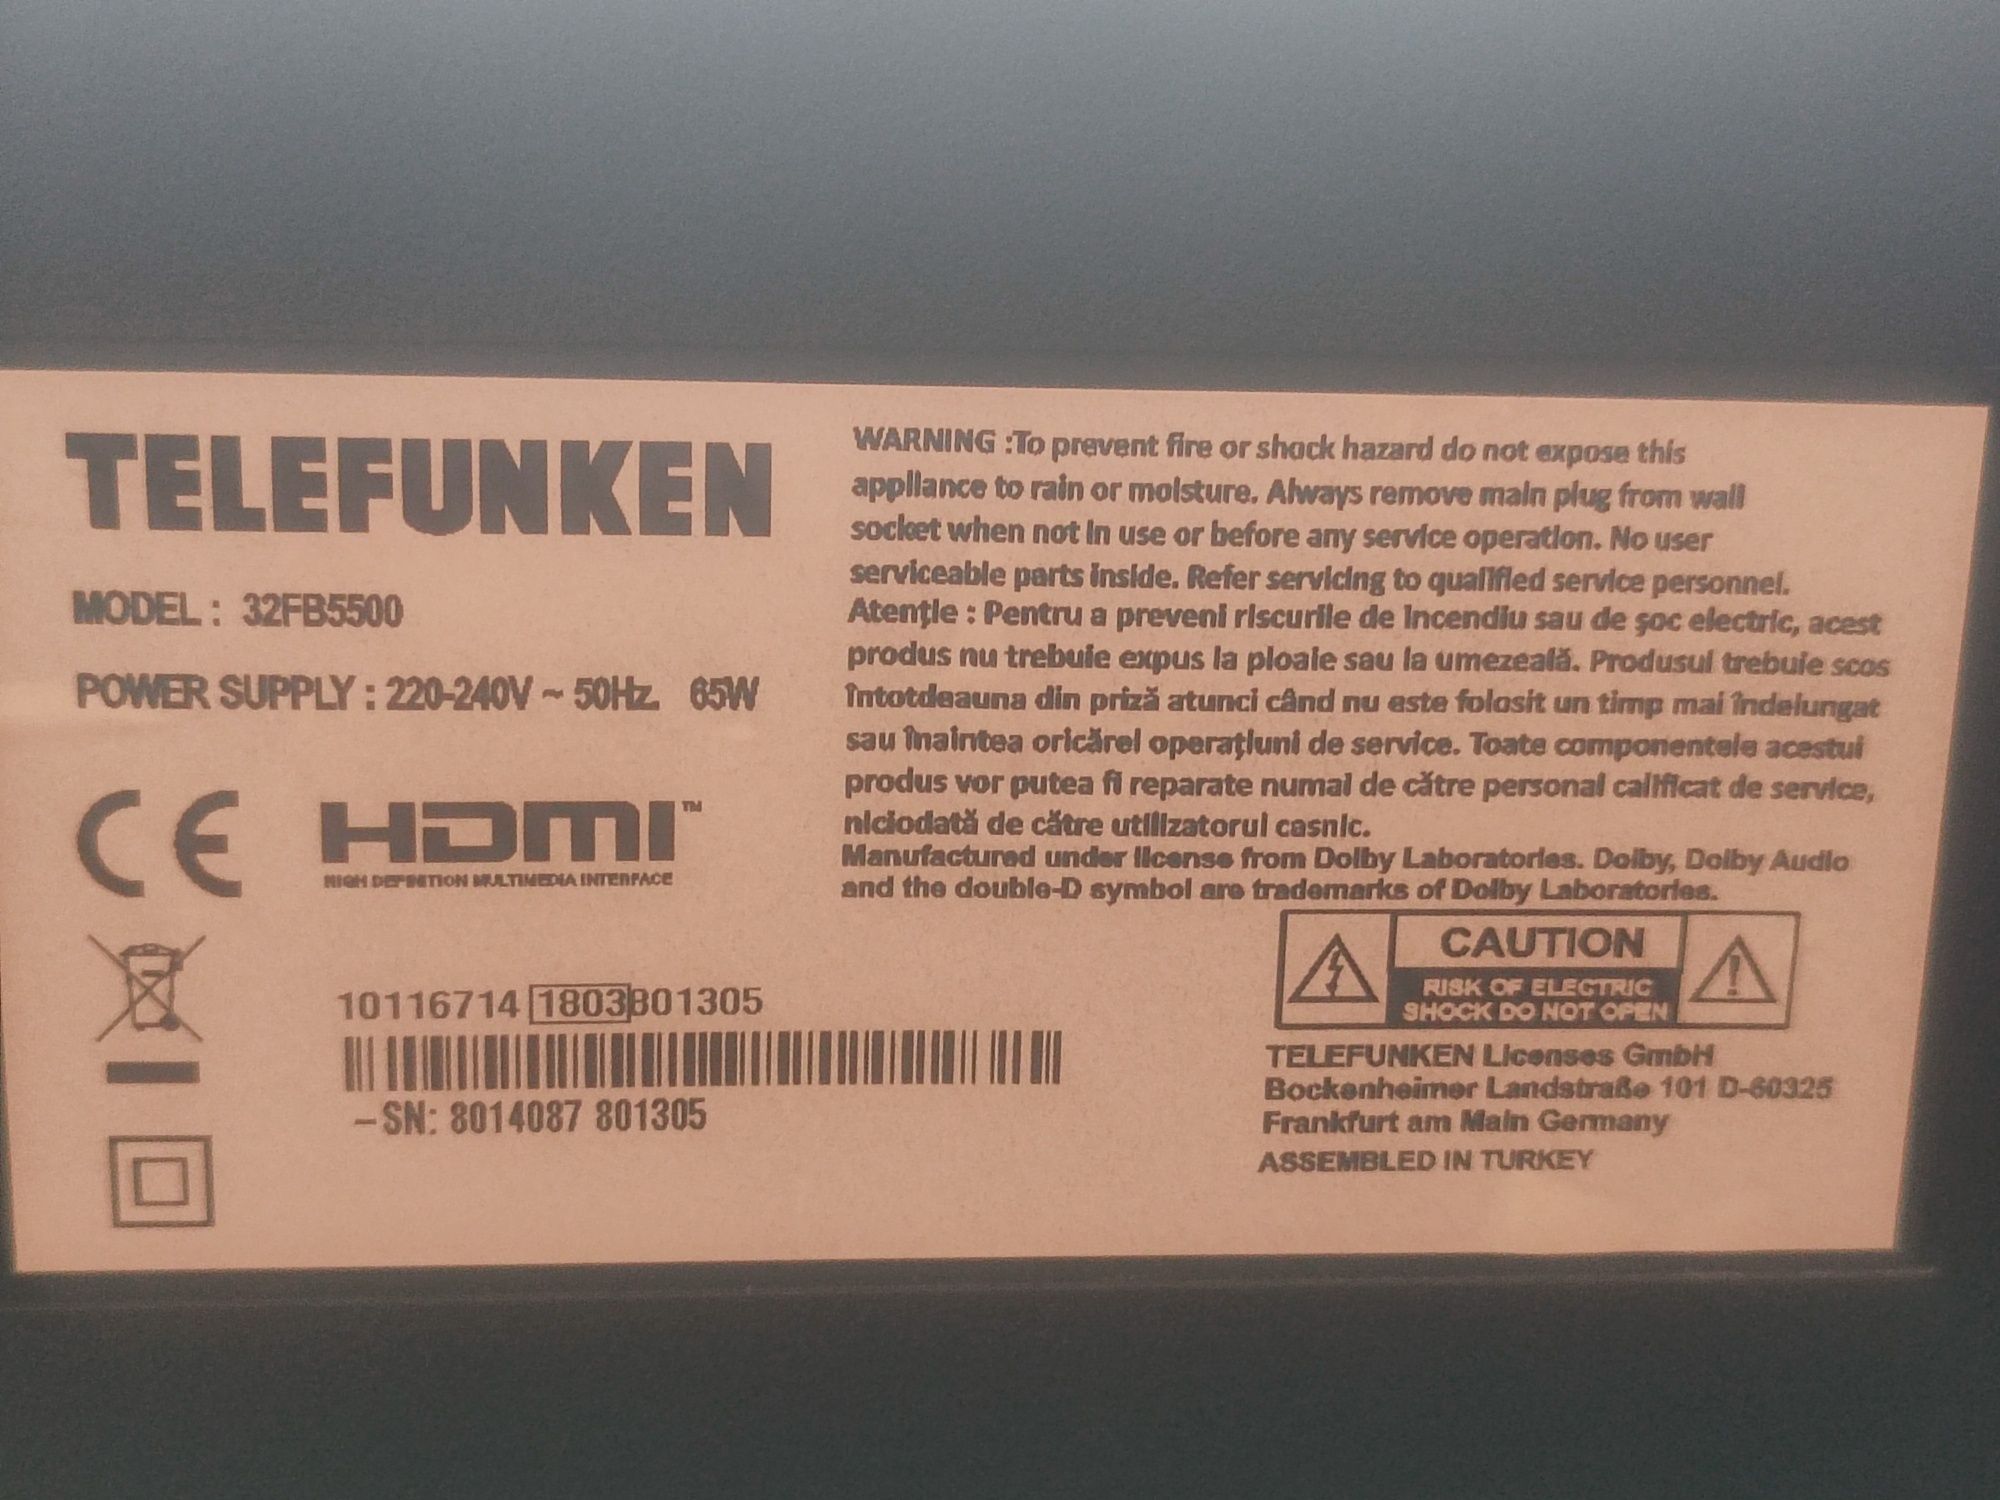 TELEFUNKEN
MODEL : 32FB5500
POWER SUPPLY : 220-240V ~ 50Hz. 65W
CE
HDMI™
HIGH DEFINITION MULTIMEDIA INTERFACE
10116714 1803801305
–SN: 8014087 801305
WARNING :To prevent fire or shock hazard do not expose this
appliance to rain or moisture. Always remove main plug from wall
socket when not in use or before any service operation. No user
serviceable parts inside. Refer servicing to qualified service personnel.
Atenţie : Pentru a preveni riscurile de incendiu sau de şoc electric, acest
produs nu trebuie expus la ploaie sau la umezeală. Produsul trebuie scos
întotdeauna din priză atunci când nu este folosit un timp mai îndelungat
sau înaintea oricărei operaţiuni de service. Toate componentele acestui
produs vor putea fi reparate numai de către personal calificat de service,
niciodată de către utilizatorul casnic.
Manufactured under license from Dolby Laboratories. Dolby, Dolby Audio
and the double-D symbol are trademarks of Dolby Laboratories.
CAUTION
RISK OF ELECTRIC
SHOCK DO NOT OPEN
TELEFUNKEN Licenses GmbH
Bockenheimer Landstraße 101 D-60325
Frankfurt am Main Germany
ASSEMBLED IN TURKEY